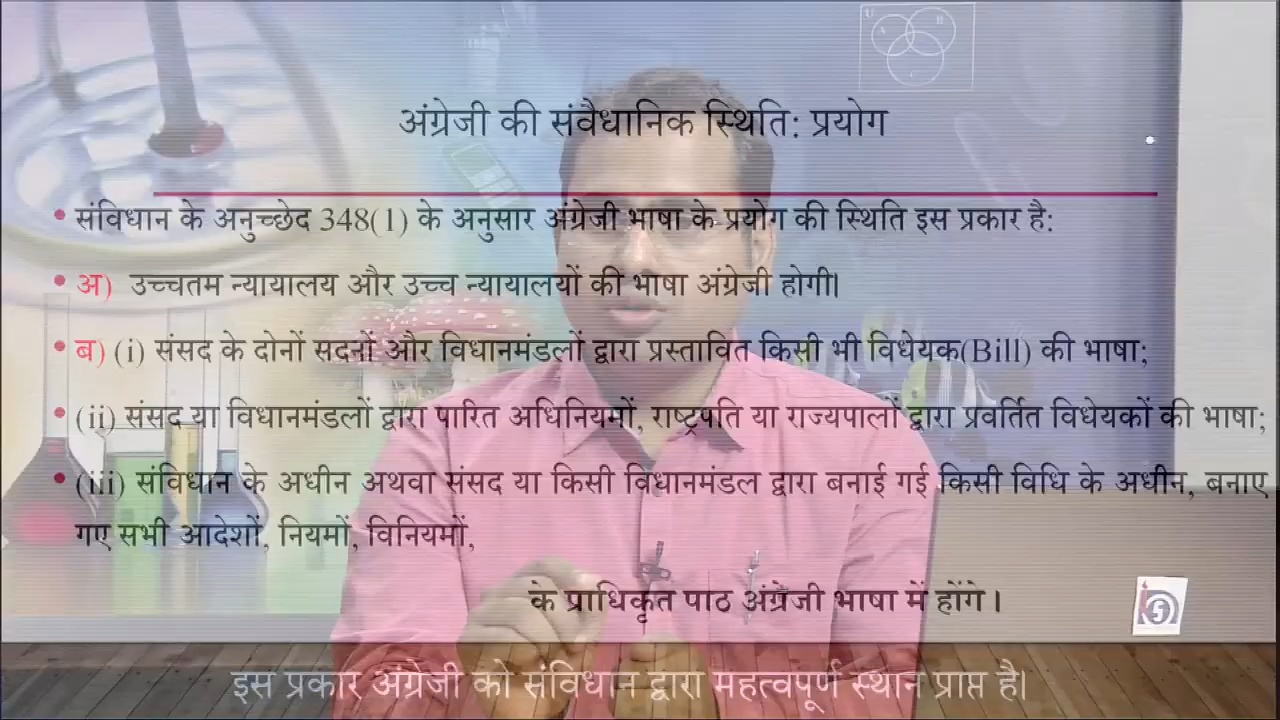 अंग्रेजी की संवैधानिक स्थिति: प्रयोग
• संविधान के अनुच्छेद 348(1) के अनुसार अंग्रेजी भाषा के प्रयोग की स्थिति इस प्रकार है:
• अ) उच्चतम न्यायालय और उच्च न्यायालयों की भाषा अंग्रेजी होगी।
• ब) (i) संसद के दोनों सदनों और विधानमंडलों द्वारा प्रस्तावित किसी भी विधेयक(Bill) की भाषा;
• (ii) संसद या विधानमंडलों द्वारा पारित अधिनियमों, राष्ट्रपति या राज्यपालों द्वारा प्रवर्तित विधेयकों की भाषा;
• (iii) संविधान के अधीन अथवा संसद या किसी विधानमंडल द्वारा बनाई गई किसी विधि के अधीन, बनाए
गए सभी आदेशों, नियमों, विनियमों,
के प्राधिकृत पाठ अंग्रेजी भाषा में होंगे।
इस प्रकार अंग्रेजी को संविधान द्वारा महत्वपूर्ण स्थान प्राप्त है।